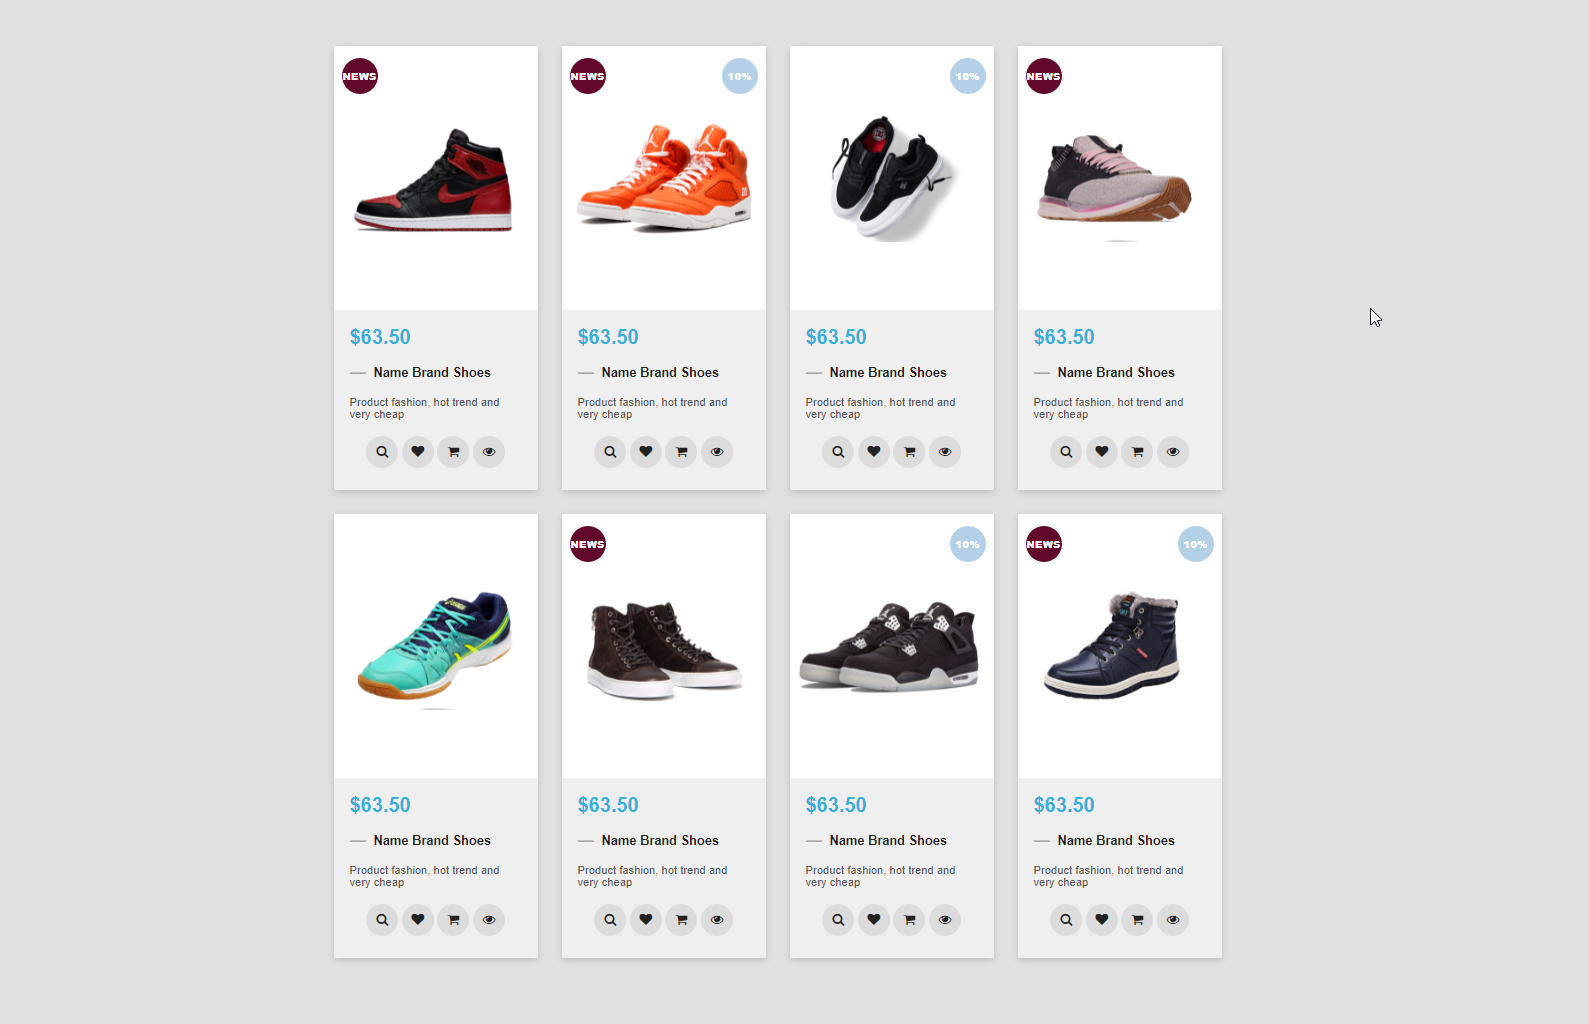 NEWS
NEWS 10%
10%
NEWS
$63.50
— Name Brand Shoes
Product fashion, hot trend and
very cheap
$63.50
— Name Brand Shoes
Product fashion, hot trend and
very cheap
$63.50
— Name Brand Shoes
Product fashion, hot trend and
very cheap
$63.50
— Name Brand Shoes
Product fashion, hot trend and
very cheap
NEWS
10%
NEWS 10%
$63.50
— Name Brand Shoes
Product fashion, hot trend and
very cheap
$63.50
— Name Brand Shoes
Product fashion, hot trend and
very cheap
$63.50
— Name Brand Shoes
Product fashion, hot trend and
very cheap
$63.50
— Name Brand Shoes
Product fashion, hot trend and
very cheap